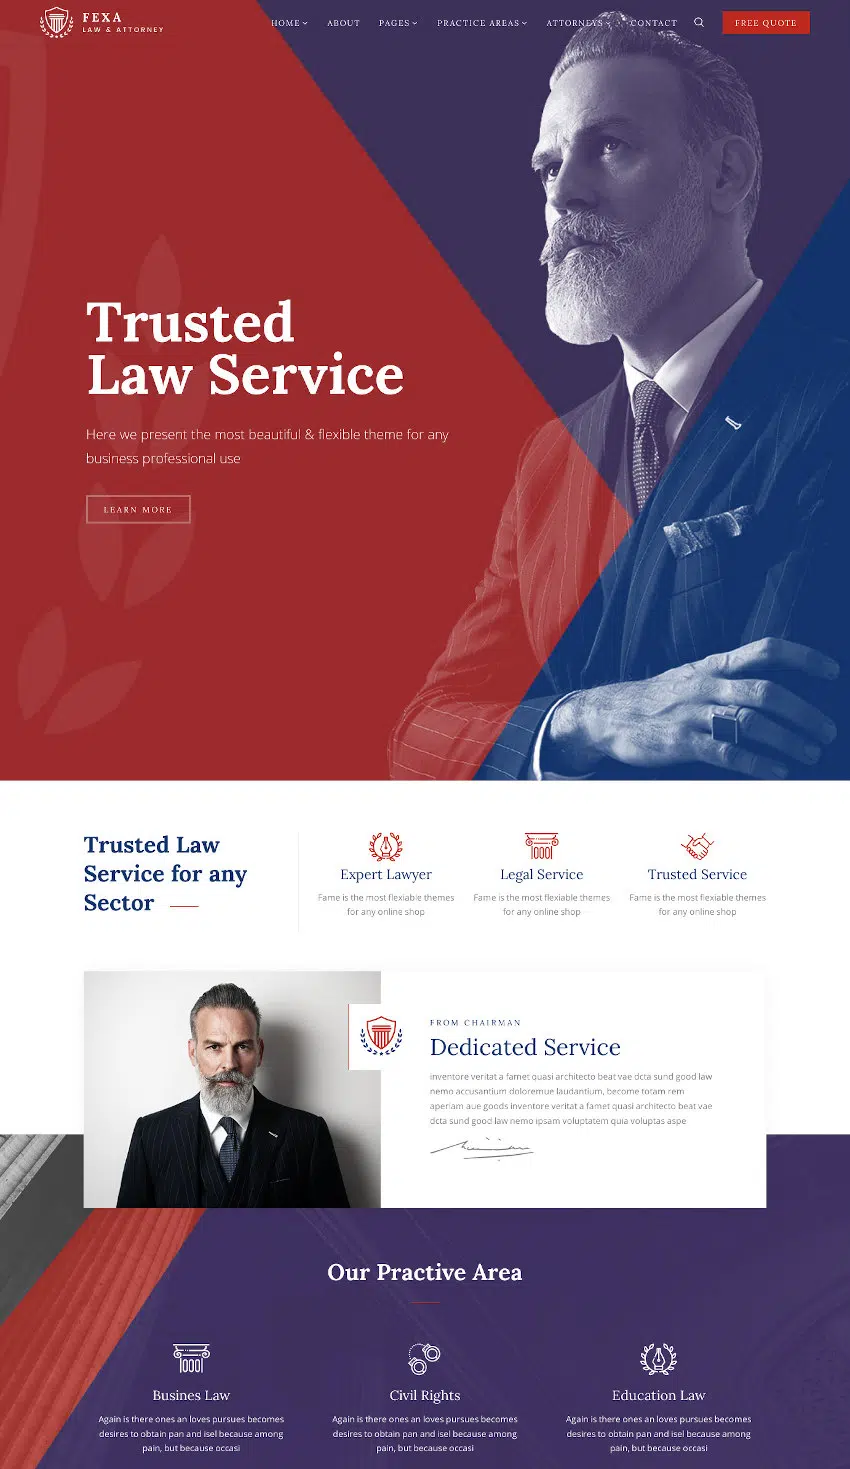 FEXA
LAW & ATTORNEY
HOME ABOUT PAGES PRACTICE AREAS ATTORNEYS CONTACT FREE QUOTE
Trusted
Law Service
Here we present the most beautiful & flexible theme for any
business professional use
LEARN MORE
Trusted Law
Service for any
Sector
Expert Lawyer
Fame is the most flexiable themes
for any online shop
Legal Service
Fame is the most flexiable themes
for any online shop
Trusted Service
Fame is the most flexiable themes
for any online shop
FROM CHAIRMAN
Dedicated Service
inventore veritat a famet quasi architecto beat vae dcta sund good law
nemo accusantium doloremue laudantium, become totam rem
aperiam aue goods inventore veritat a famet quasi architecto beat vae
dcta sund good law nemo ipsam voluptatem quia voluptas aspe
Our Practive Area
Busines Law
Again is there ones an loves pursues becomes
desires to obtain pan and isel because among
pain, but because occasi
Civil Rights
Again is there ones an loves pursues becomes
desires to obtain pan and isel because among
pain, but because occasi
Education Law
Again is there ones an loves pursues becomes
desires to obtain pan and isel because among
pain, but because occasi